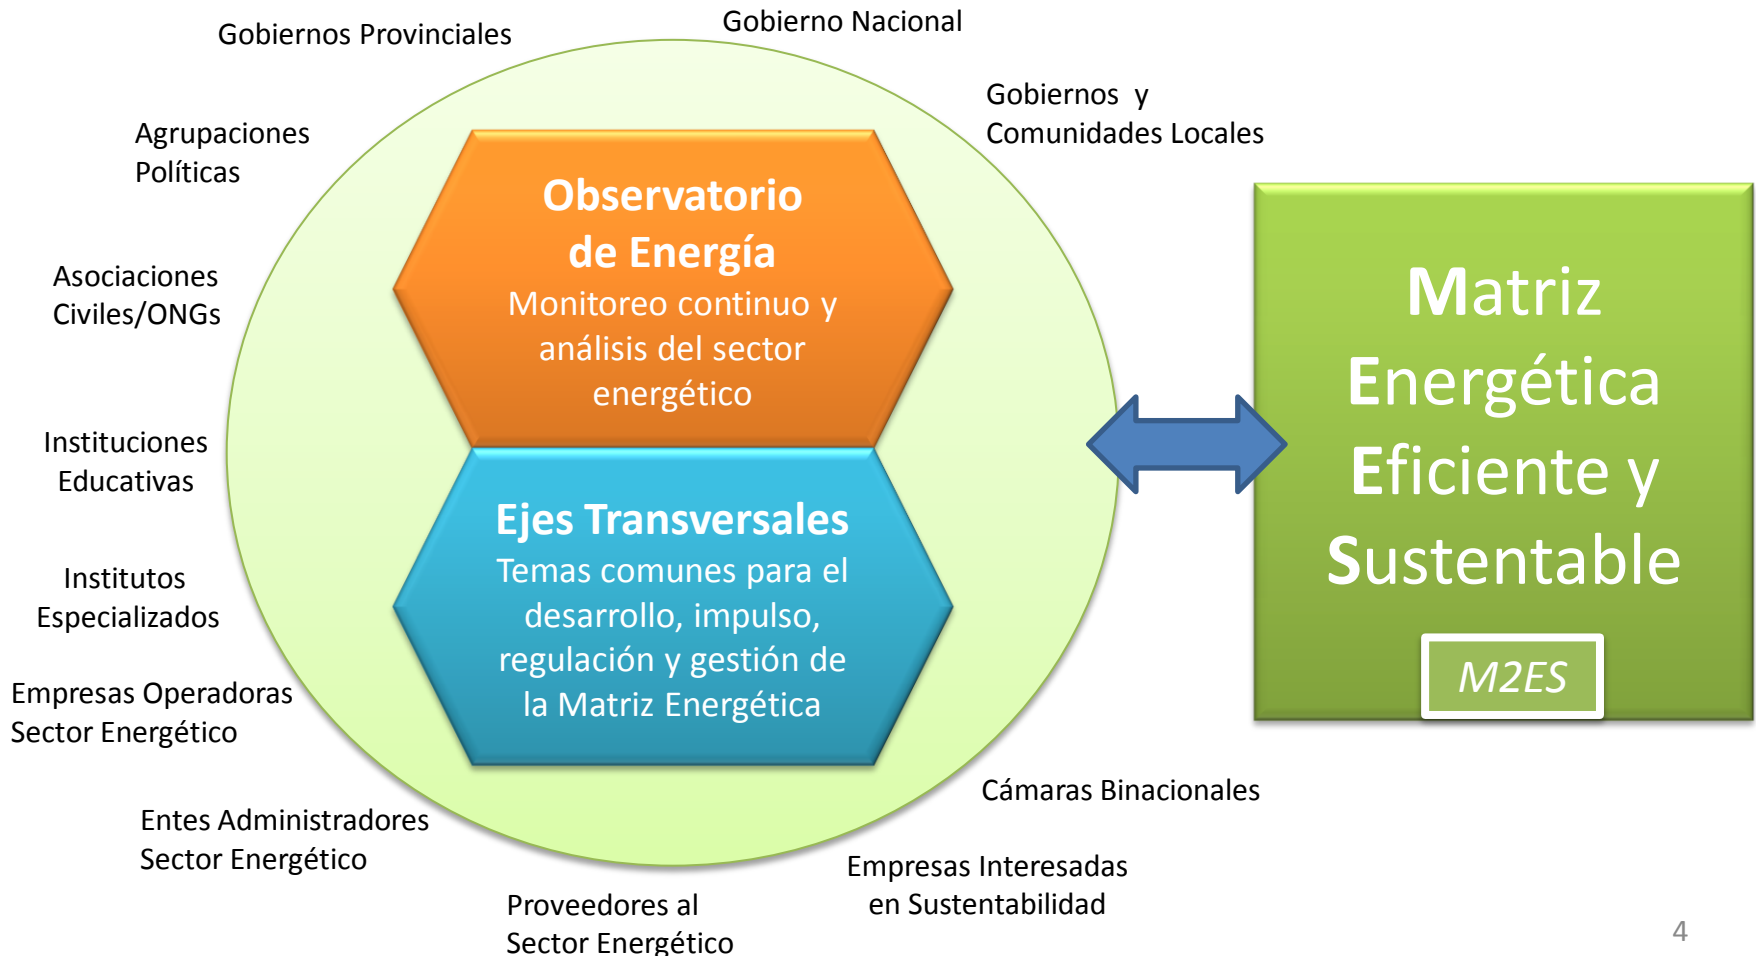 Gobierno Nacional
Gobiernos Provinciales
Gobiernos y
Comunidades Locales
Agrupaciones
Políticas
Asociaciones
Civiles/ONGs
Instituciones
Educativas
Institutos
Especializados
Empresas Operadoras
Sector Energético
Entes Administradores
Sector Energético
Proveedores al
Sector Energético
Empresas Interesadas
en Sustentabilidad
Cámaras Binacionales
Observatorio
de Energía
Monitoreo continuo y
análisis del sector
energético
Ejes Transversales
Temas comunes para el
desarrollo, impulso,
regulación y gestión de
la Matriz Energética
Matriz
Energética
Eficiente y
Sustentable
M2ES
4